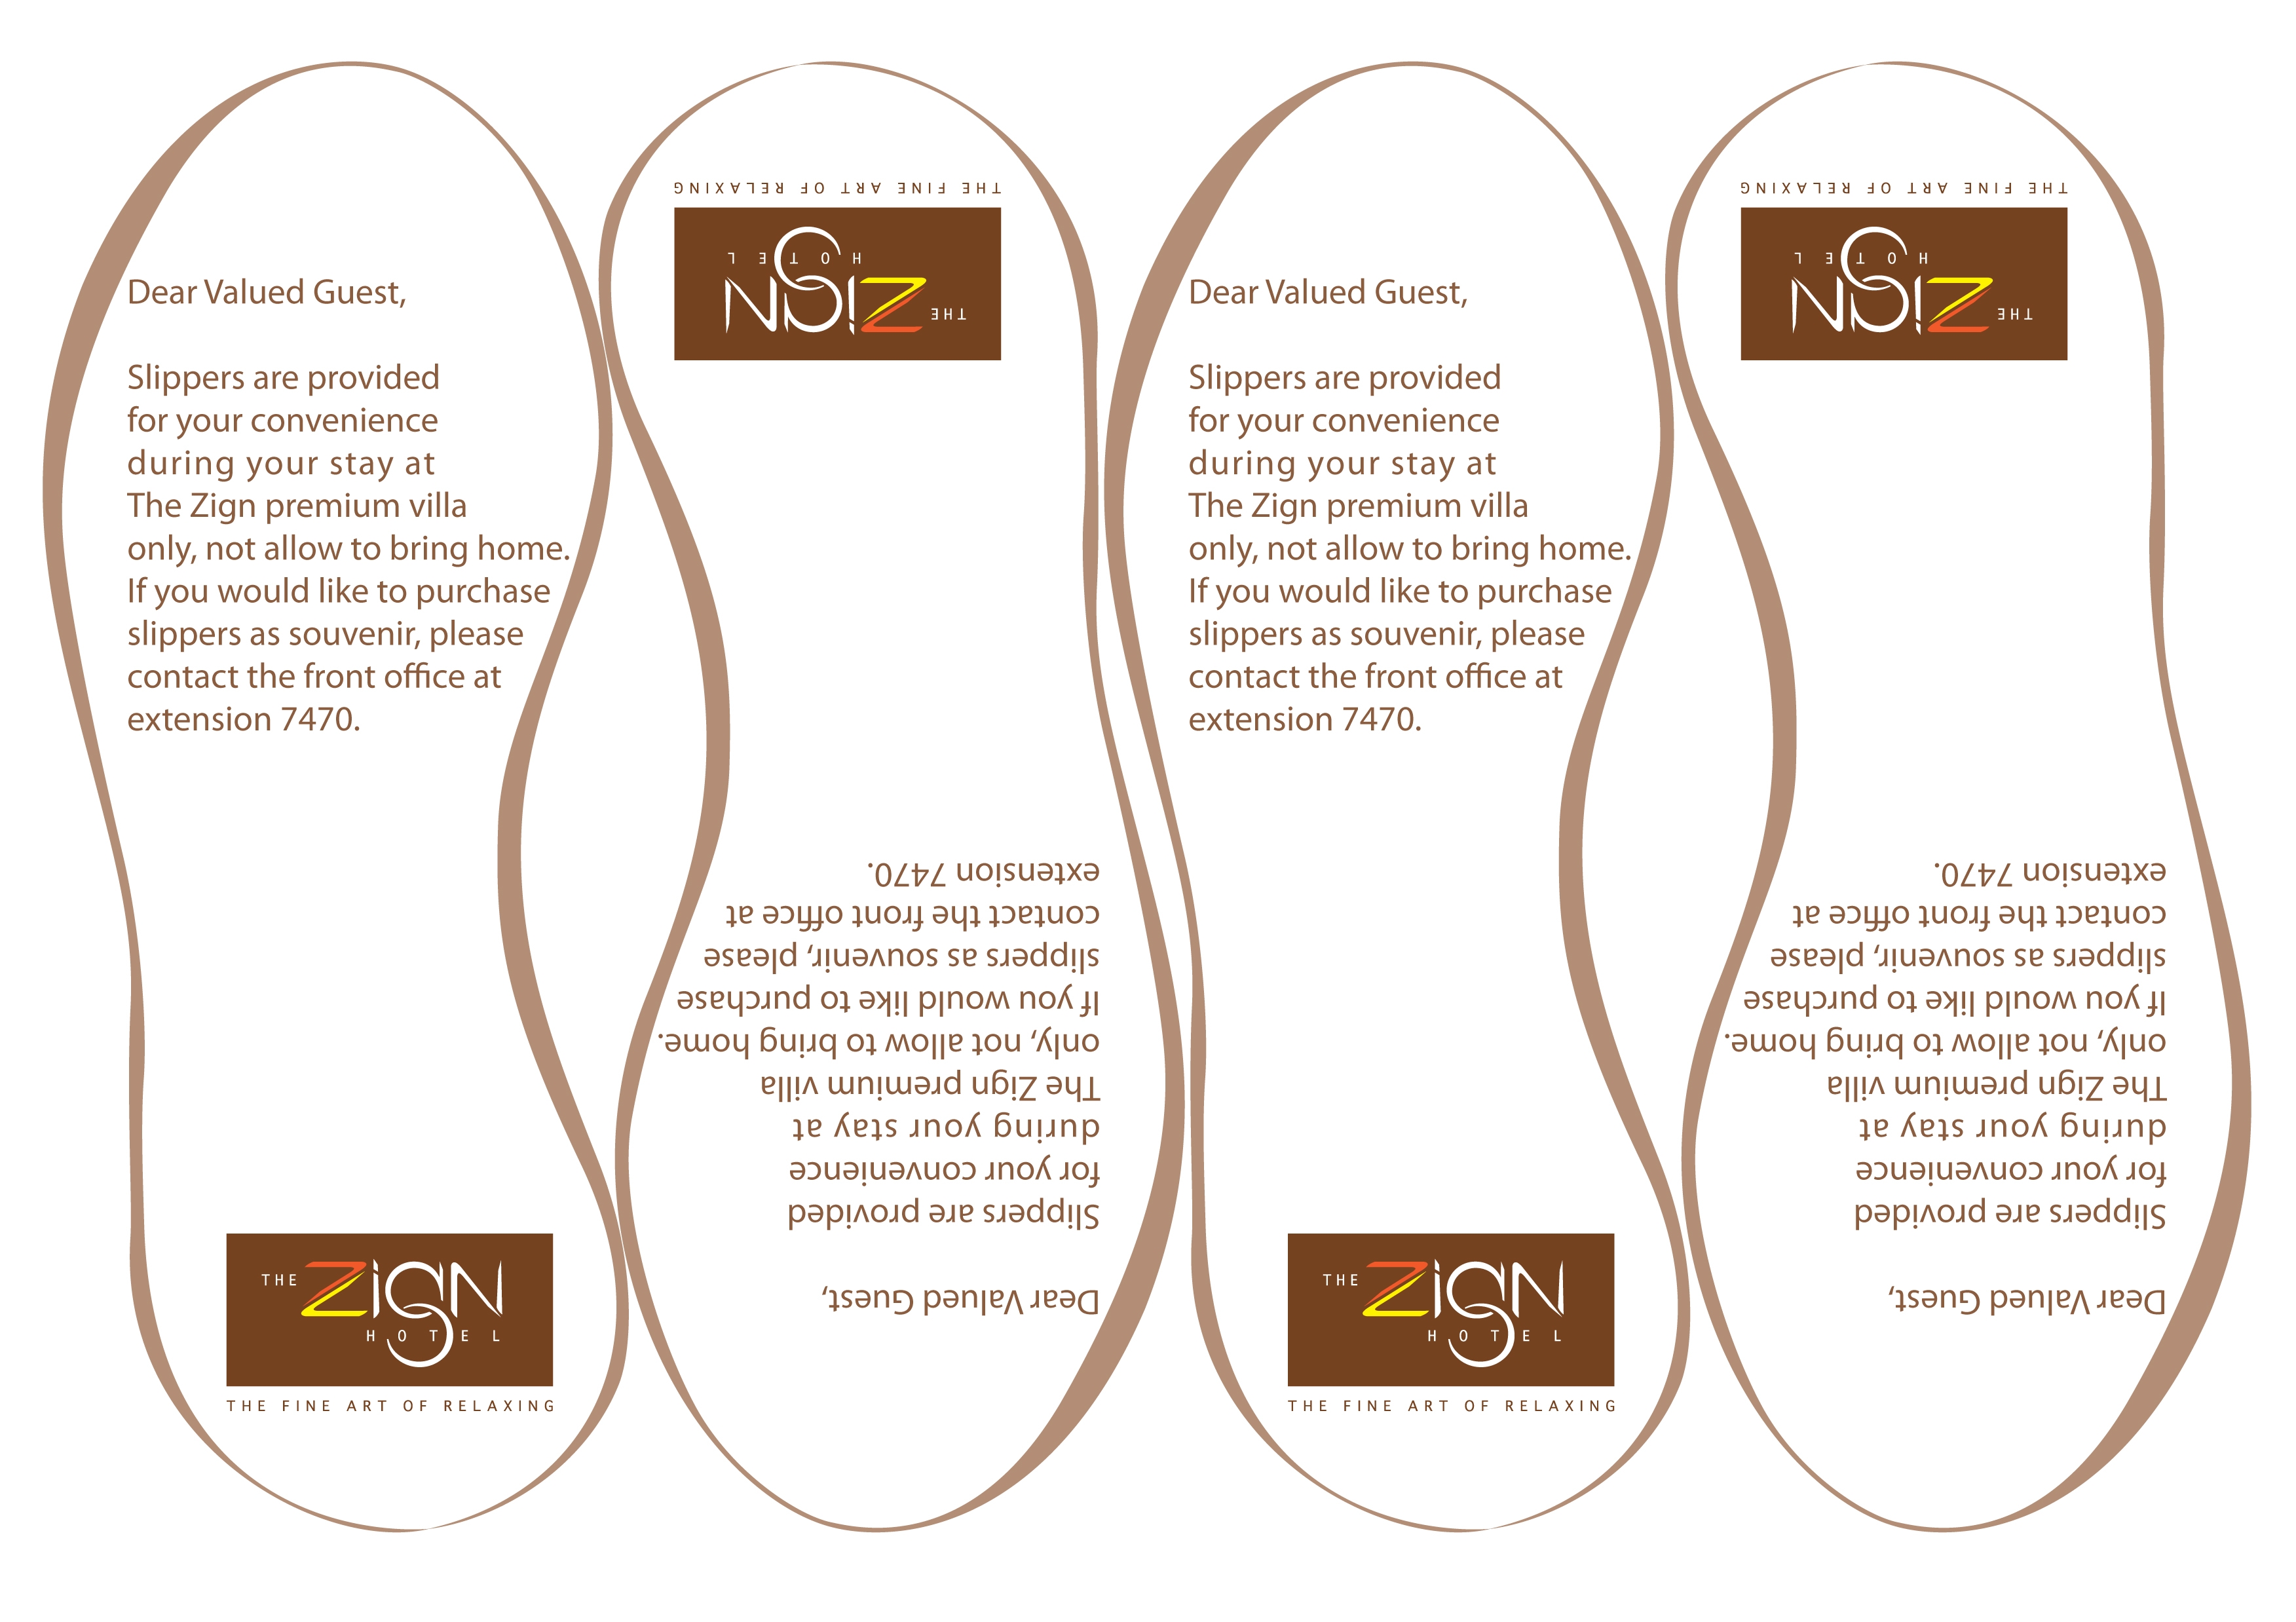 Dear Valued Guest,
Slippers are provided
for your convenience
during your stay at
The Zign premium villa
only, not allow to bring home.
If you would like to purchase
slippers as souvenir, please
contact the front office at
extension 7470.
THE ZIGN
HOTEL
THE FINE ART OF RELAXING
Dear Valued Guest,
Slippers are provided
for your convenience
during your stay at
The Zign premium villa
only, not allow to bring home.
If you would like to purchase
slippers as souvenir, please
contact the front office at
extension 7470.
THE ZIGN
HOTEL
THE FINE ART OF RELAXING
Dear Valued Guest,
Slippers are provided
for your convenience
during your stay at
The Zign premium villa
only, not allow to bring home.
If you would like to purchase
slippers as souvenir, please
contact the front office at
extension 7470.
THE ZIGN
HOTEL
THE FINE ART OF RELAXING
Dear Valued Guest,
Slippers are provided
for your convenience
during your stay at
The Zign premium villa
only, not allow to bring home.
If you would like to purchase
slippers as souvenir, please
contact the front office at
extension 7470.
THE ZIGN
HOTEL
THE FINE ART OF RELAXING